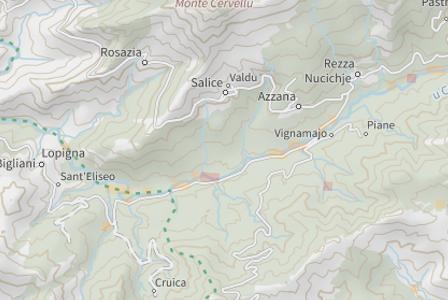 Monte Cervellu
Rosazia
Salice
Valdu
Azzana
Rezza
Nucichje
Vignamajo
Piane
Bigliani
Lopigna
Sant'Eliseo
Cruica